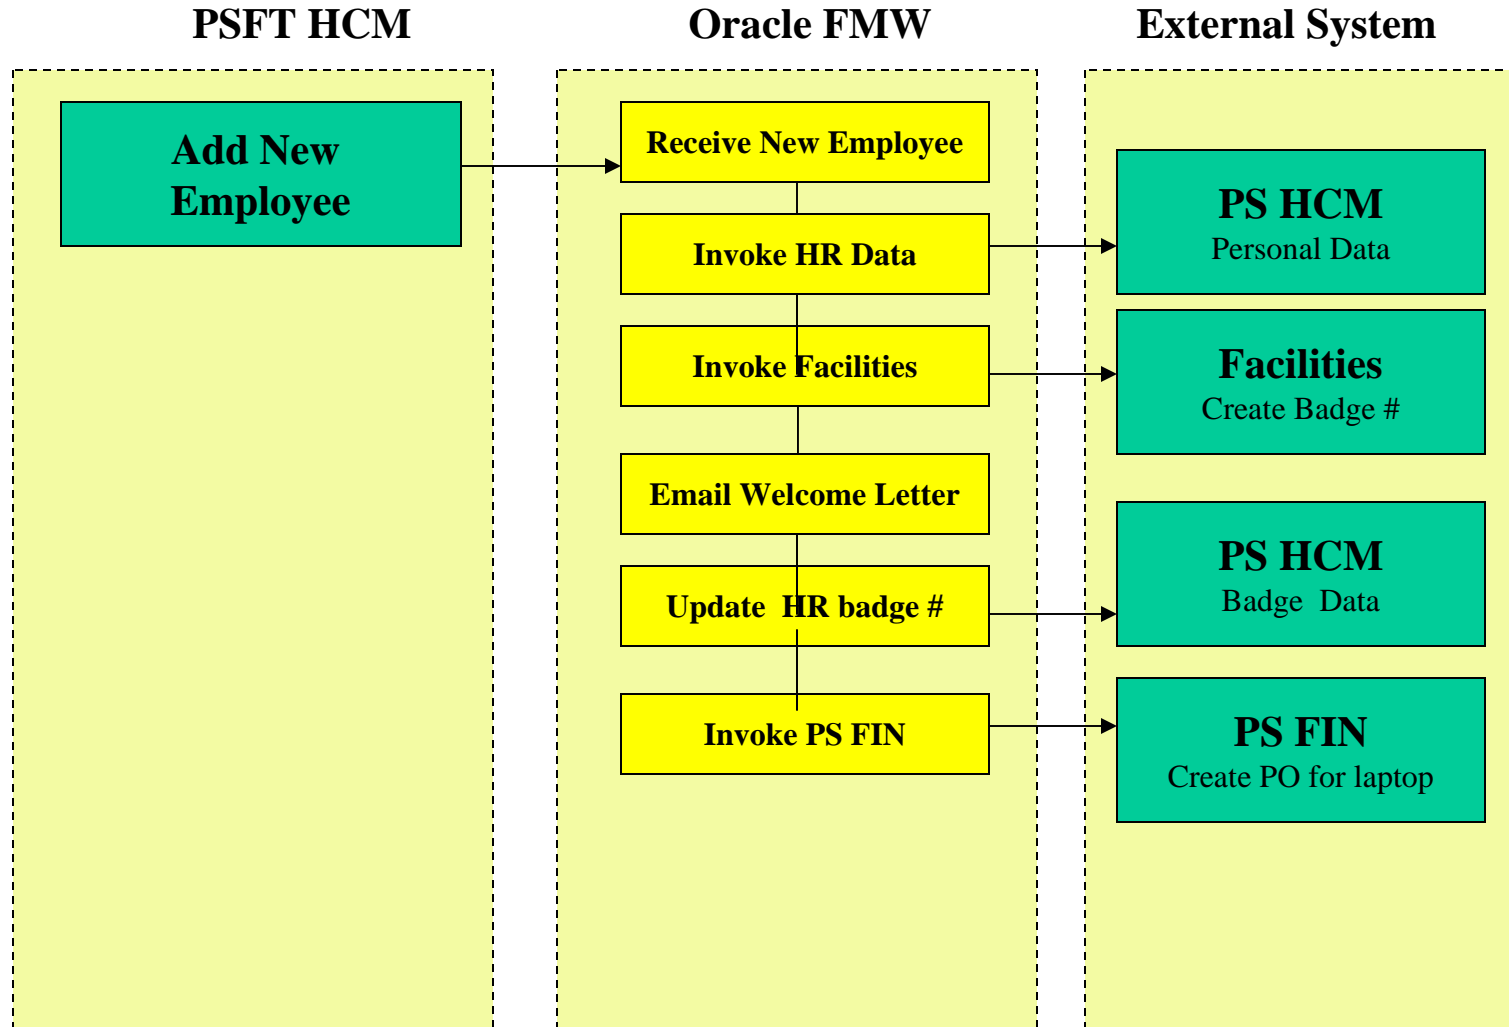 PSFT HCM
Oracle FMW
External System
Add New
Employee
Receive New Employee
Invoke HR Data
Invoke Facilities
Email Welcome Letter
Update  HR badge #
Invoke PS FIN
PS HCM
Personal Data
Facilities
Create Badge #
PS HCM
Badge  Data
PS FIN
Create PO for laptop